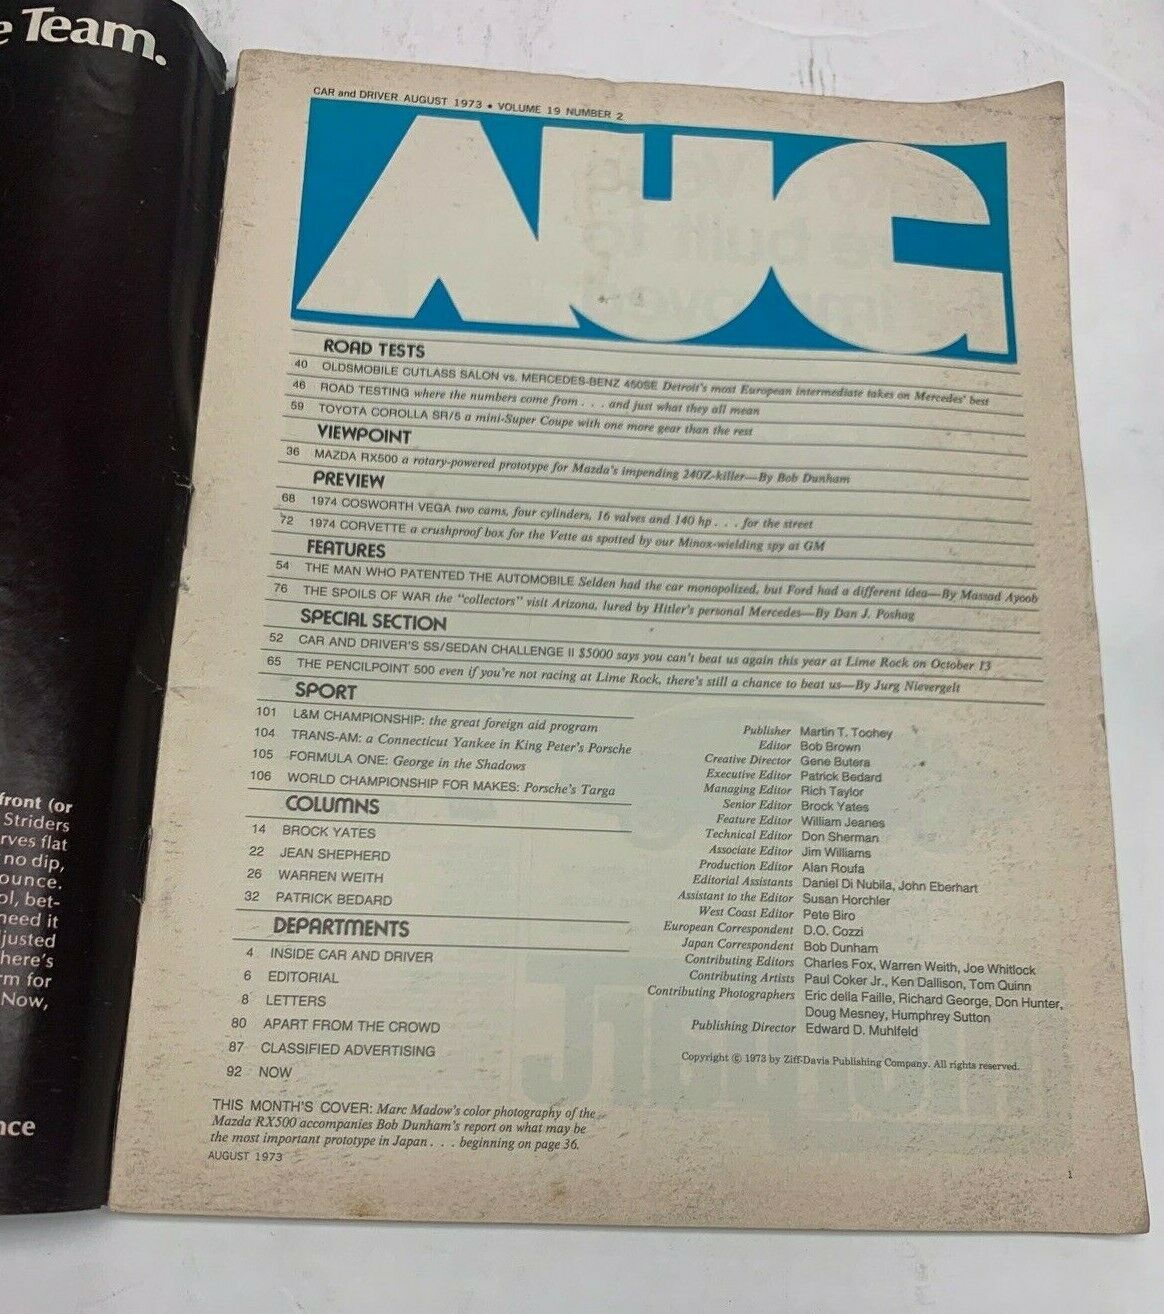 e Team.
front (or
Striders
rves flat
no dip,
ounce.
ol, bet-
need it
justed
here's
rm for
Now,
nce
CAR and DRIVER AUGUST 1973 • VOLUME 19 NUMBER 2
AUG
ROAD TESTS
40 OLDSMOBILE CUTLASS SALON vs. MERCEDES-BENZ 450SE Detroit's most European intermediate takes on Mercedes' best
46 ROAD TESTING where the numbers come from . . . and just what they all mean
59 TOYOTA COROLLA SR/5 a mini-Super Coupe with one more gear than the rest
VIEWPOINT
36 MAZDA RX500 a rotary-powered prototype for Mazda's impending 240Z-killer—By Bob Dunham
PREVIEW
68 1974 COSWORTH VEGA two cams, four cylinders, 16 valves and 140 hp . . . for the street
72 1974 CORVETTE a crushproof box for the Vette as spotted by our Minox-wielding spy at GM
FEATURES
54 THE MAN WHO PATENTED THE AUTOMOBILE Selden had the car monopolized, but Ford had a different idea—By Massad Ayoob
76 THE SPOILS OF WAR the "collectors" visit Arizona, lured by Hitler's personal Mercedes—By Dan J. Poshog
SPECIAL SECTION
52 CAR AND DRIVER'S SS/SEDAN CHALLENGE II $5000 says you can't beat us again this year at Lime Rock on October 13
65 THE PENCILPOINT 500 even if you're not racing at Lime Rock, there's still a chance to beat us—By Jurg Nievergelt
SPORT
101 L&M CHAMPIONSHIP: the great foreign aid program
104 TRANS-AM: a Connecticut Yankee in King Peter's Porsche
105 FORMULA ONE: George in the Shadows
106 WORLD CHAMPIONSHIP FOR MAKES: Porsche's Targa
COLUMNS
14 BROCK YATES
22 JEAN SHEPHERD
26 WARREN WEITH
32 PATRICK BEDARD
DEPARTMENTS
4 INSIDE CAR AND DRIVER
6 EDITORIAL
8 LETTERS
80 APART FROM THE CROWD
87 CLASSIFIED ADVERTISING
92 NOW
Publisher Martin T. Toohey
Editor Bob Brown
Creative Director Gene Butera
Executive Editor Patrick Bedard
Managing Editor Rich Taylor
Senior Editor Brock Yates
Feature Editor William Jeanes
Technical Editor Don Sherman
Associate Editor Jim Williams
Production Editor Alan Roufa
Editorial Assistants Daniel Di Nubila, John Eberhart
Assistant to the Editor Susan Horchler
West Coast Editor Pete Biro
European Correspondent D.O. Cozzi
Japan Correspondent Bob Dunham
Contributing Editors Charles Fox, Warren Weith, Joe Whitlock
Contributing Artists Paul Coker Jr., Ken Dallison, Tom Quinn
Contributing Photographers Eric della Faille, Richard George, Don Hunter,
Doug Mesney, Humphrey Sutton
Publishing Director Edward D. Muhlfeld
Copyright © 1973 by Ziff-Davis Publishing Company. All rights reserved.
THIS MONTH'S COVER: Marc Madow's color photography of the
Mazda RX500 accompanies Bob Dunham's report on what may be
the most important prototype in Japan . . . beginning on page 36.
AUGUST 1973
1